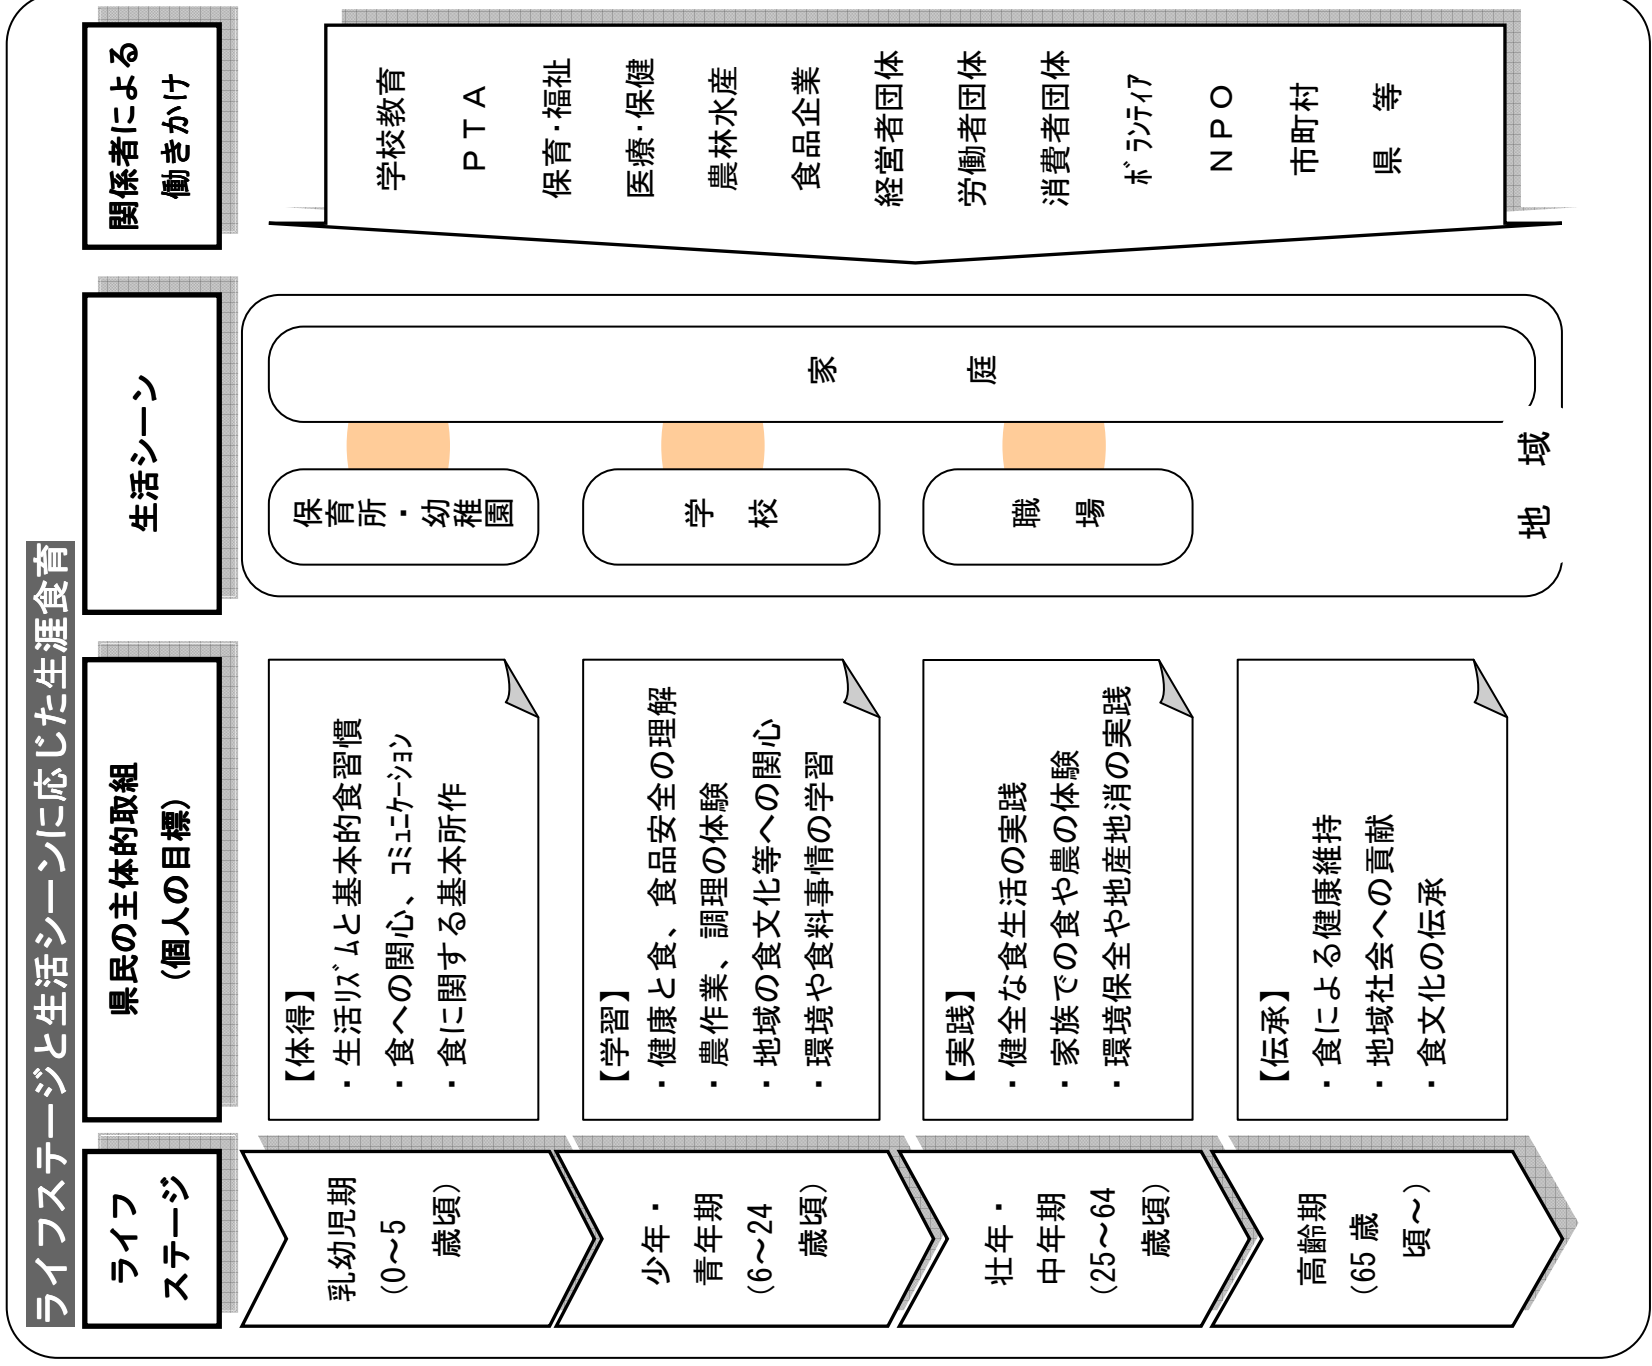 ライフステージと生活シーンに応じた生涯食育
ライフ
ステージ
県民の主体的取組
（個人の目標）
生活シーン
関係者による
働きかけ
乳幼児期
（0～5
歳頃）
【体得】
・生活ﾘｽﾞﾑと基本的食習慣
・食への関心、ｺﾐｭﾆｹｰｼｮﾝ
・食に関する基本所作
少年・
青年期
（6～24
歳頃）
【学習】
・健康と食、食品安全の理解
・農作業、調理の体験
・地域の食文化等への関心
・環境や食料事情の学習
壮年・
中年期
（25～64
歳頃）
【実践】
・健全な食生活の実践
・家族での食や農の体験
・環境保全や地産地消の実践
高齢期
（65 歳
頃～）
【伝承】
・食による健康維持
・地域社会への貢献
・食文化の伝承
保育所・幼稚園
学校
職場
家庭
地域
学校教育
ＰＴＡ
保育・福祉
医療・保健
農林水産
食品企業
経営者団体
労働者団体
消費者団体
ﾎﾞﾗﾝﾃｨｱ
ＮＰＯ
市町村
県　等